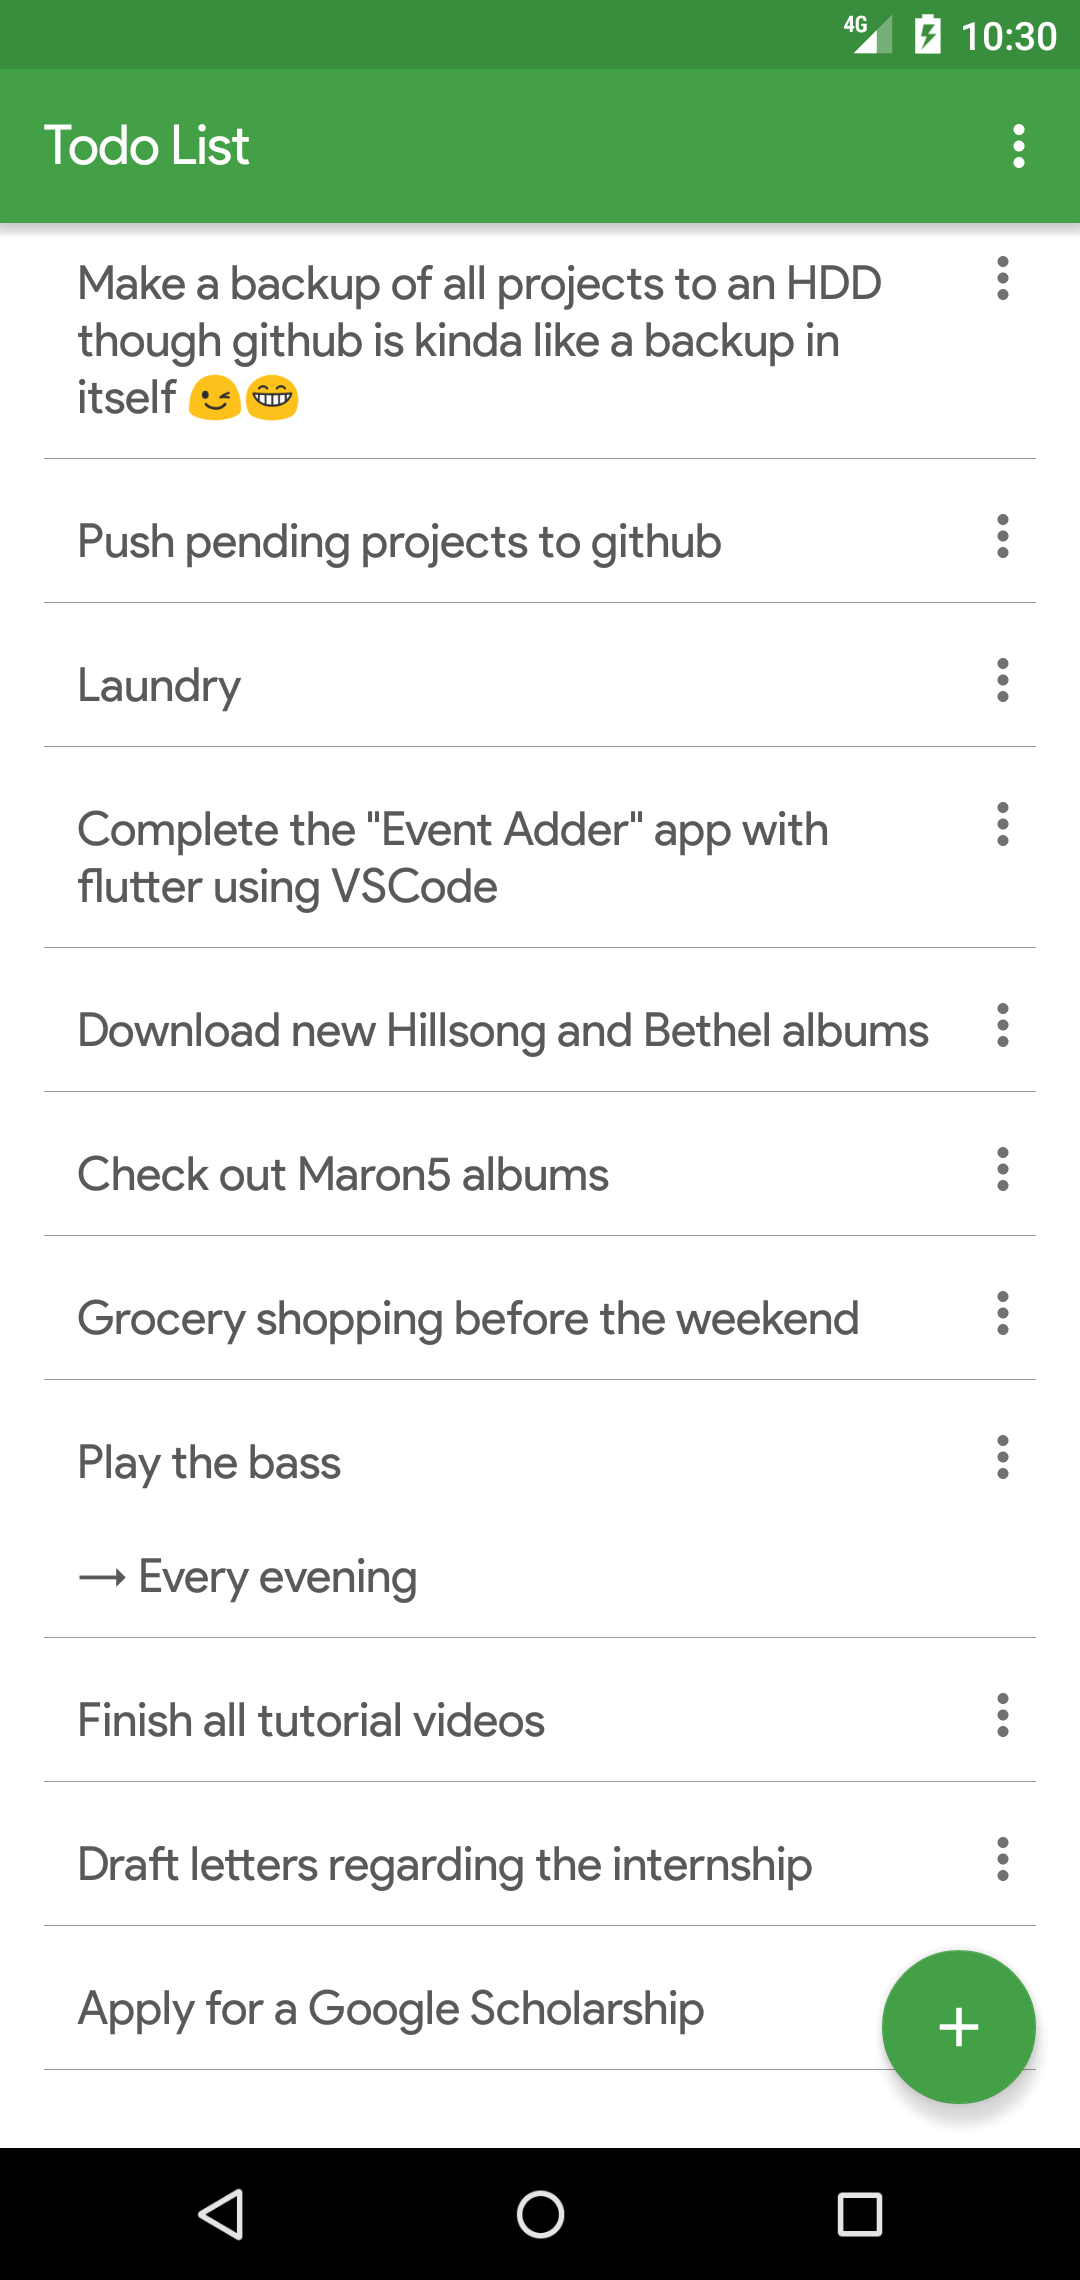 4G 10:30
Todo List
Make a backup of all projects to an HDD
though github is kinda like a backup in
itself 😉😁
Push pending projects to github
Laundry
Complete the "Event Adder" app with
flutter using VSCode
Download new Hillsong and Bethel albums
Check out Maron5 albums
Grocery shopping before the weekend
Play the bass
→ Every evening
Finish all tutorial videos
Draft letters regarding the internship
Apply for a Google Scholarship